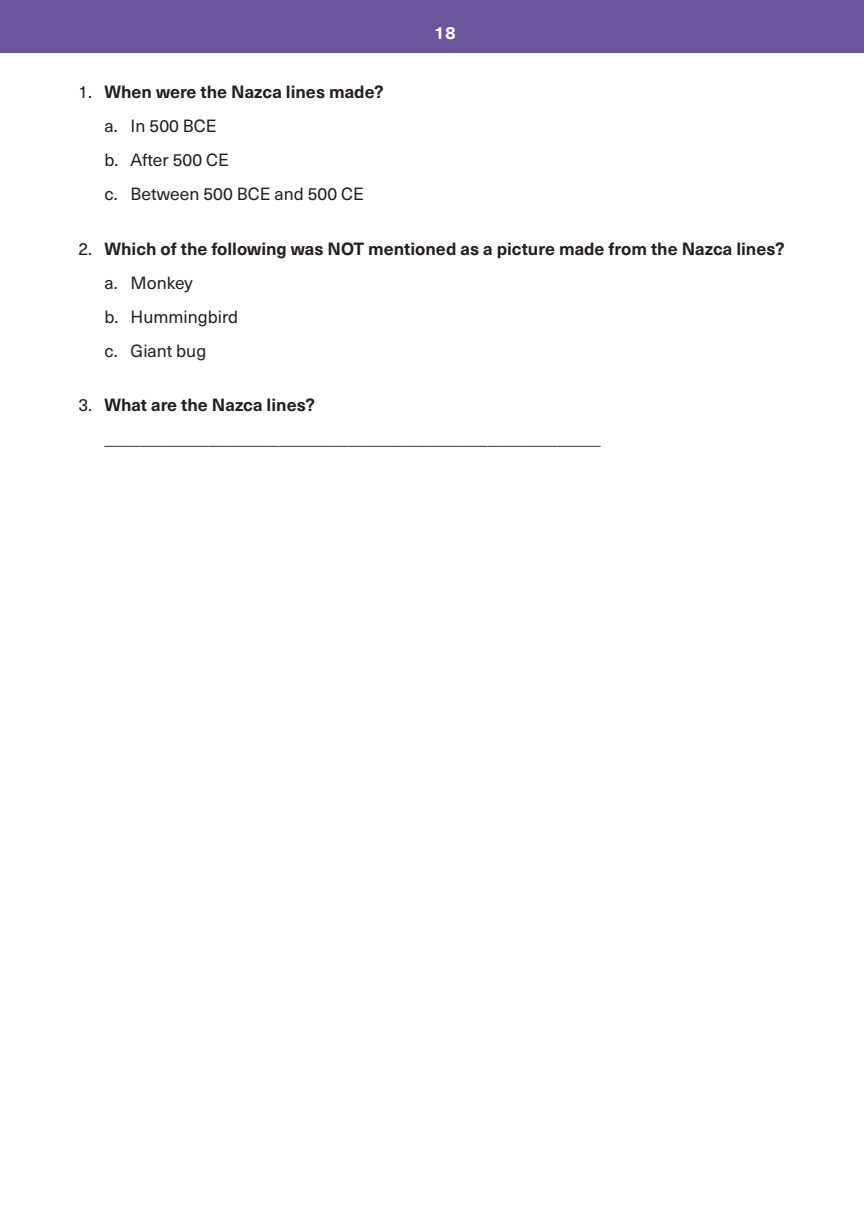 18
1. When were the Nazca lines made?
a. In 500 BCE
b. After 500 CE
c. Between 500 BCE and 500 CE
2. Which of the following was NOT mentioned as a picture made from the Nazca lines?
a. Monkey
b. Hummingbird
c. Giant bug
3. What are the Nazca lines?